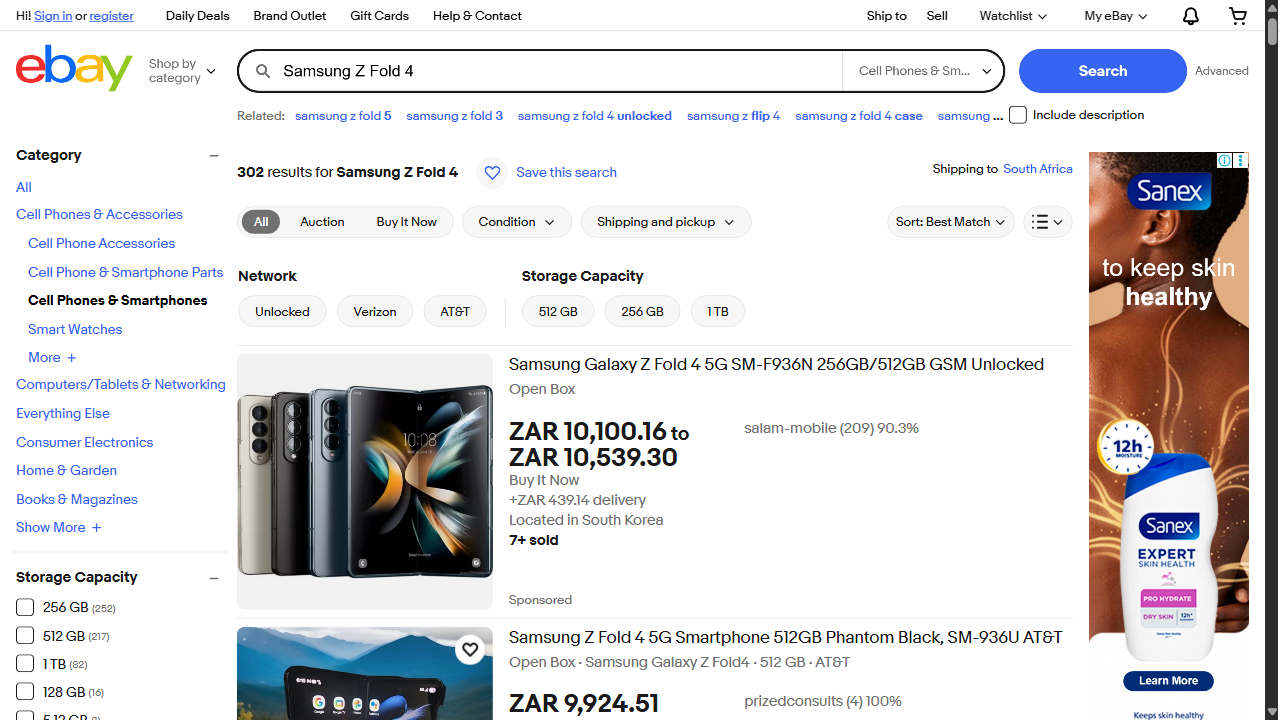 Hi! Sign in or register
Daily Deals
Brand Outlet
Gift Cards
Help & Contact
Ship to
Sell
Watchlist
My eBay
ebay
Shop by
category
Samsung Z Fold 4
Cell Phones & Sm...
Search
Advanced
Related:
samsung z fold 5
samsung z fold 3
samsung z fold 4 unlocked
samsung z flip 4
samsung z fold 4 case
samsung ...
Include description
Category
All
Cell Phones & Accessories
Cell Phone Accessories
Cell Phone & Smartphone Parts
Cell Phones & Smartphones
Smart Watches
More +
Computers/Tablets & Networking
Everything Else
Consumer Electronics
Home & Garden
Books & Magazines
Show More +
Storage Capacity
256 GB (252)
512 GB (217)
1 TB (82)
128 GB (16)
302 results for Samsung Z Fold 4
Save this search
Shipping to South Africa
All
Auction
Buy It Now
Condition
Shipping and pickup
Sort: Best Match
Network
Unlocked
Verizon
AT&T
Storage Capacity
512 GB
256 GB
1 TB
10:08
Samsung Galaxy Z Fold 4 5G SM-F936N 256GB/512GB GSM Unlocked
Open Box
ZAR 10,100.16 to
ZAR 10,539.30
Buy It Now
+ZAR 439.14 delivery
Located in South Korea
7+ sold
salam-mobile (209) 90.3%
Sponsored
Samsung Z Fold 4 5G Smartphone 512GB Phantom Black, SM-936U AT&T
Open Box · Samsung Galaxy Z Fold4 · 512 GB · AT&T
ZAR 9,924.51
prizedconsults (4) 100%
Sanex
to keep skin
healthy
12h
MOISTURE
Sanex
EXPERT
SKIN HEALTH
PRO HYDRATE
DRY SKIN
12h*
Learn More
Keeps skin healthy